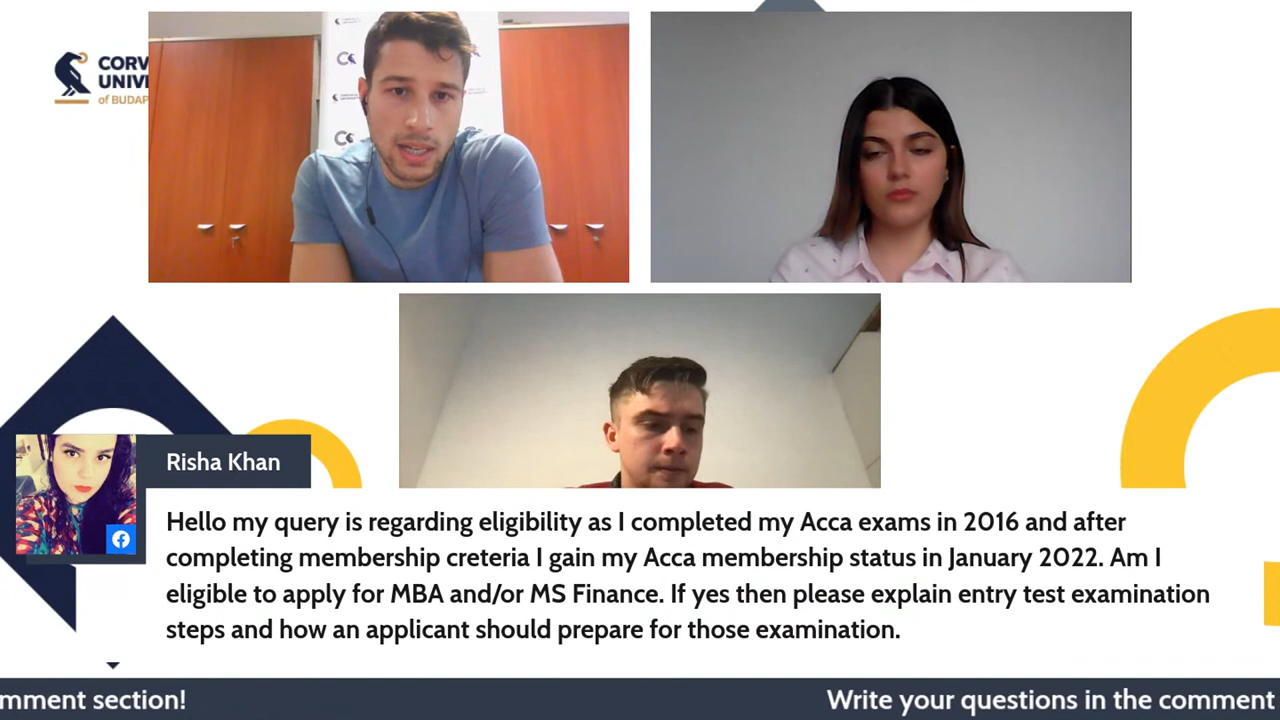 CORV
UNIVE
of BUDAP
Risha Khan
Hello my query is regarding eligibility as I completed my Acca exams in 2016 and after
completing membership creteria I gain my Acca membership status in January 2022. Am I
eligible to apply for MBA and/or MS Finance. If yes then please explain entry test examination
steps and how an applicant should prepare for those examination.
mment section!
Write your questions in the comment